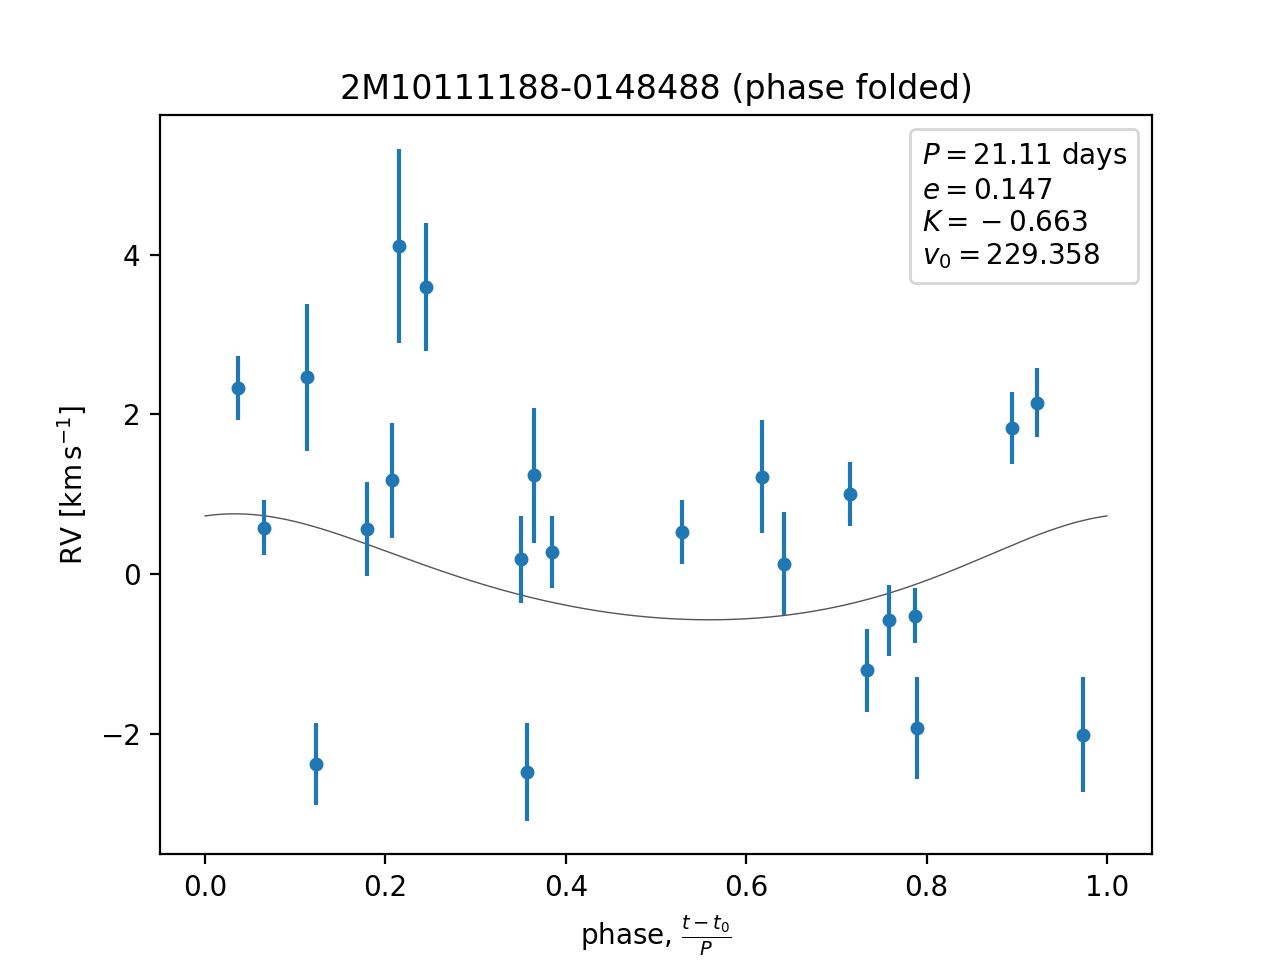 2M10111188-0148488 (phase folded)
P = 21.11 days
e = 0.147
K = −0.663
v₀ = 229.358
4
2
0
−2
RV [km s⁻¹]
0.0 0.2 0.4 0.6 0.8 1.0
phase, (t − t₀)/P